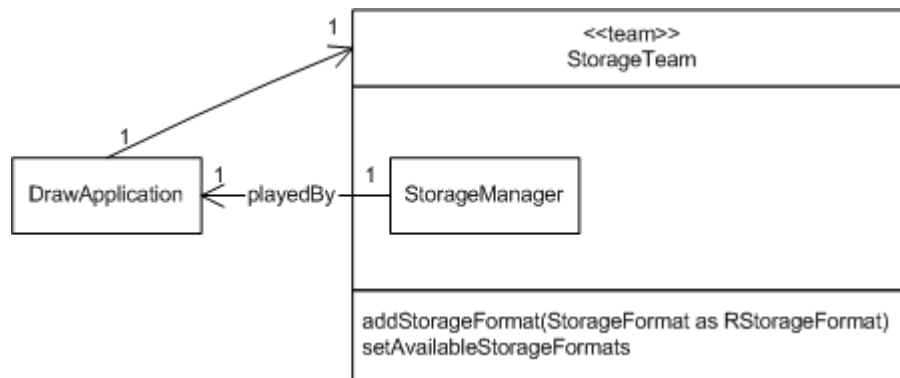 1
<<team>>
StorageTeam
1
1
1
DrawApplication
playedBy
StorageManager
addStorageFormat(StorageFormat as RStorageFormat)
setAvailableStorageFormats